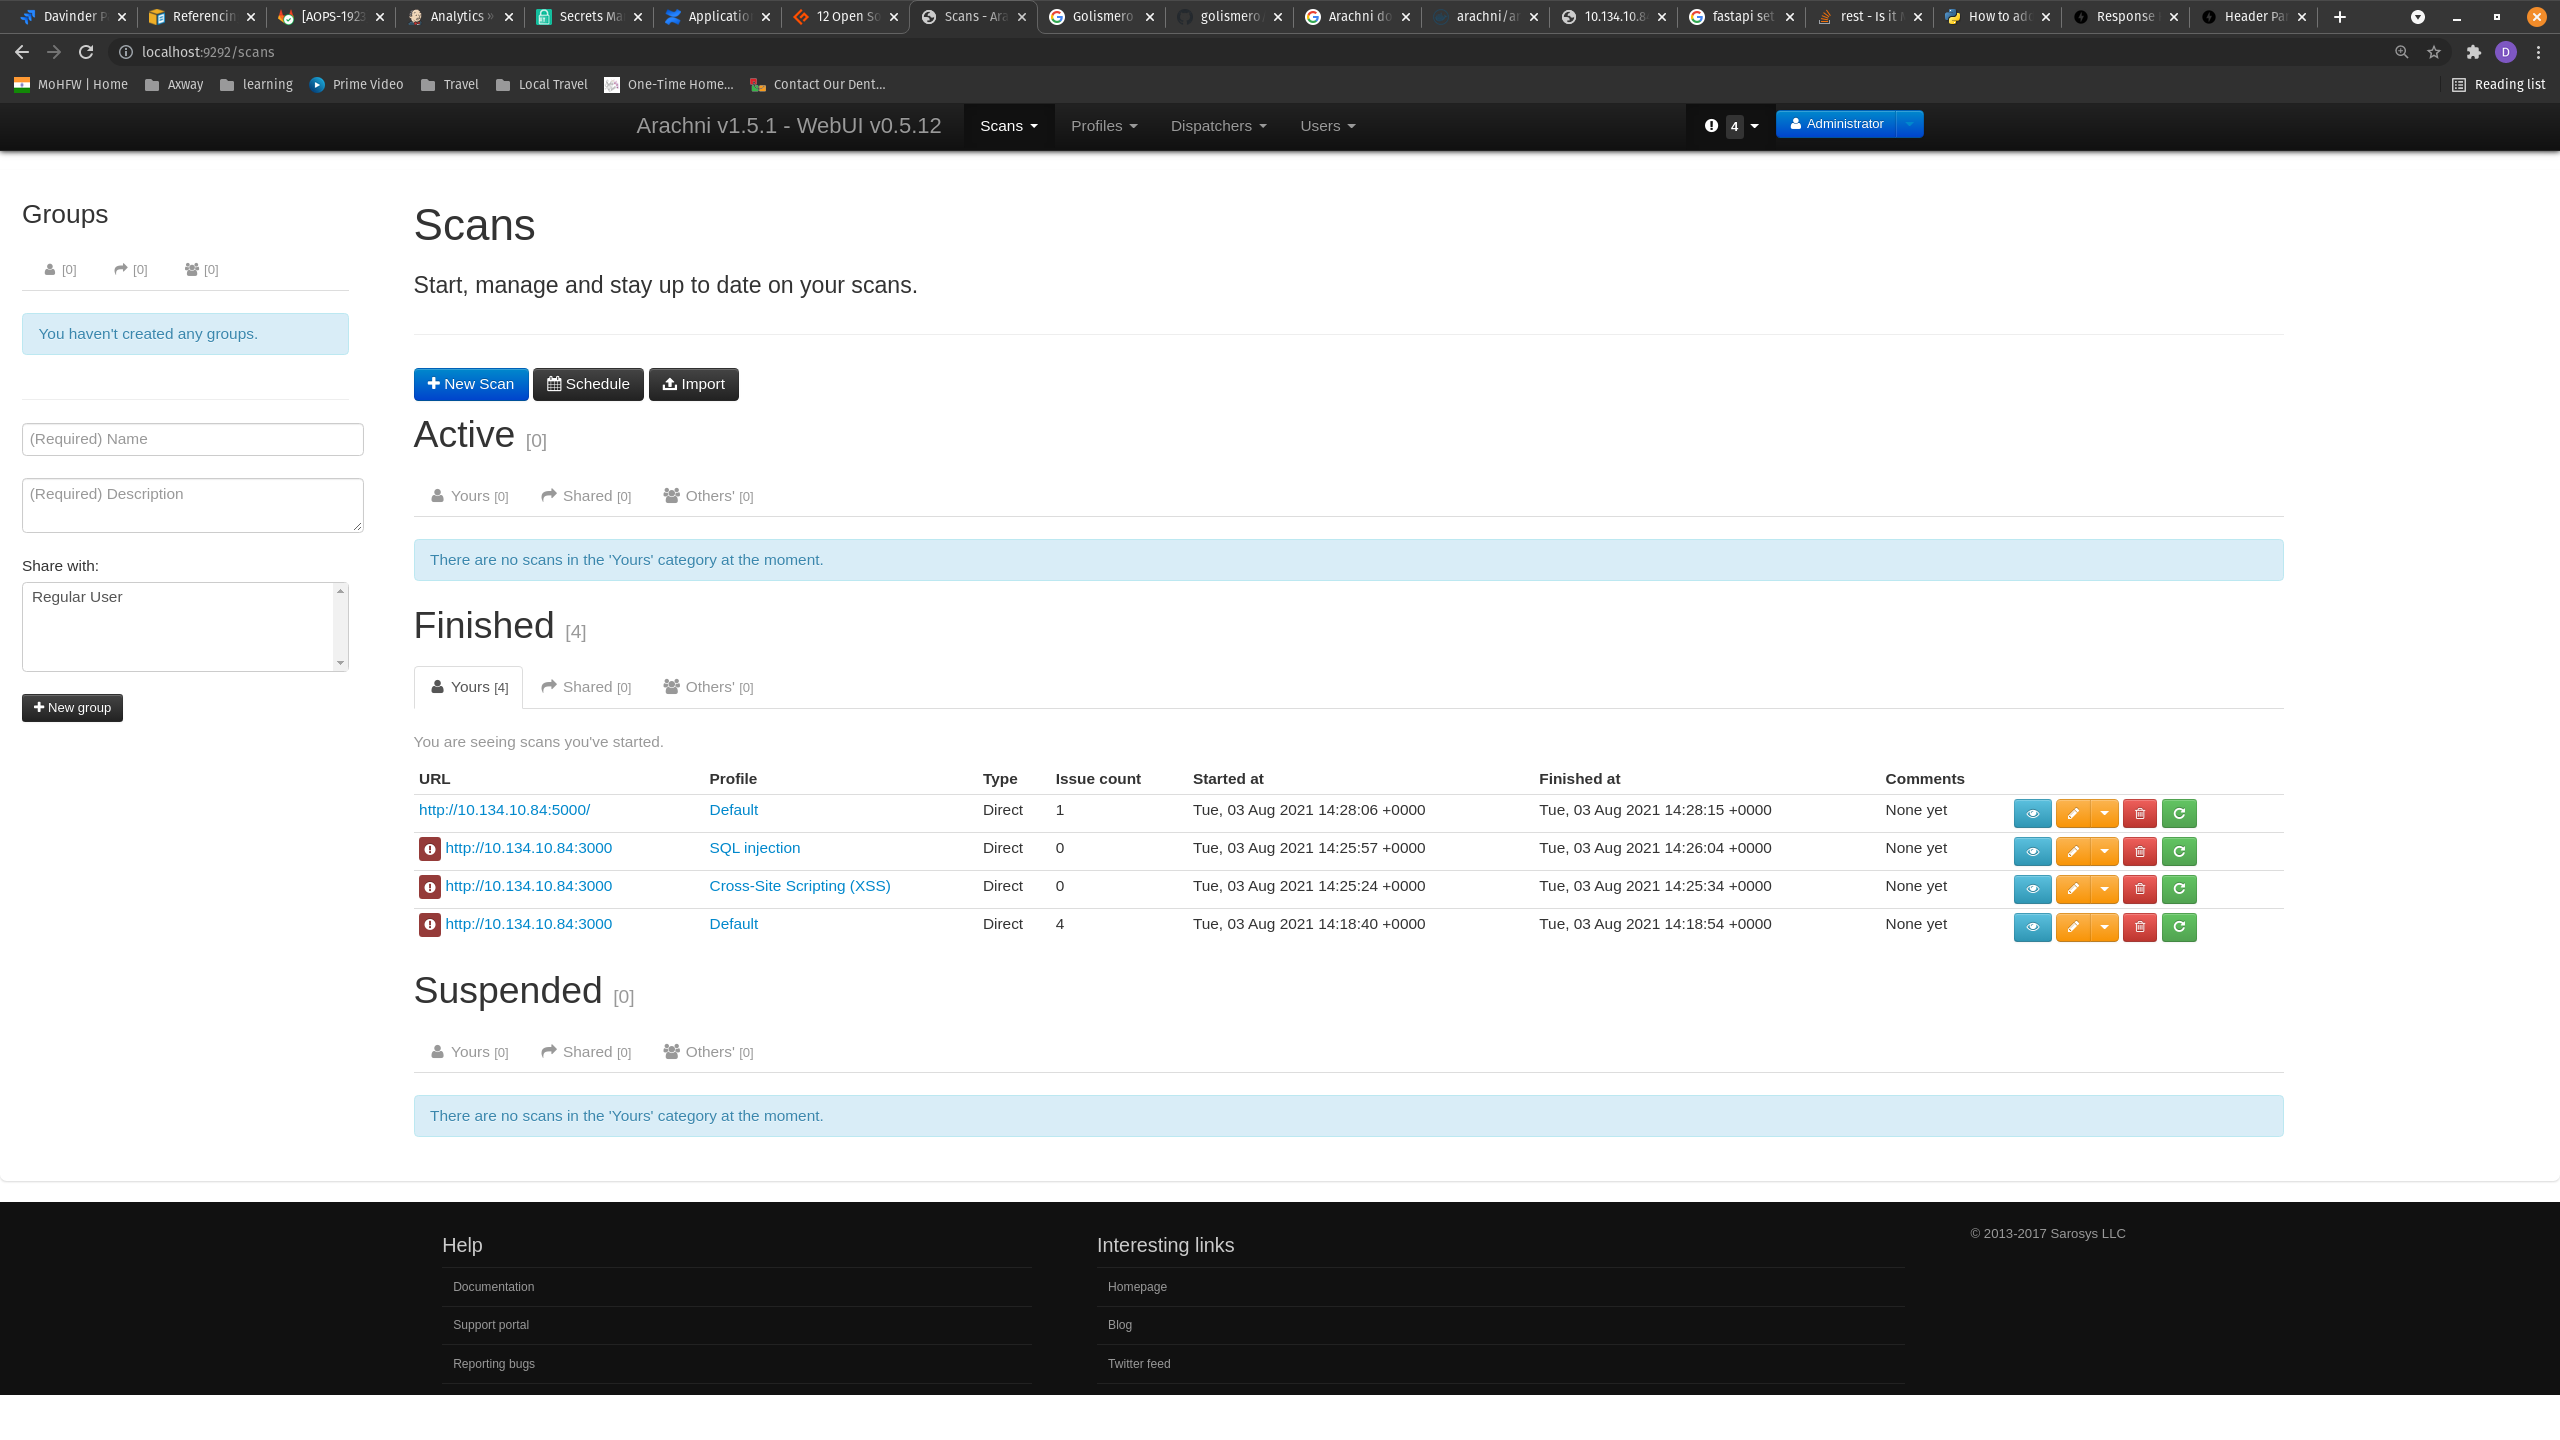 Davinder P
Referencin
[AOPS-1923
Analytics »
Secrets Ma
Application
12 Open So
Scans - Ara
Golismero
golismero/
Arachni do
arachni/ar
10.134.10.84
fastapi set
rest - Is it
How to add
Response
Header Par
localhost:9292/scans
D
MoHFW | Home
Axway
learning
Prime Video
Travel
Local Travel
One-Time Home...
Contact Our Dent...
Reading list
Arachni v1.5.1 - WebUI v0.5.12
Scans
Profiles
Dispatchers
Users
4
Administrator
Groups
[0]
[0]
[0]
You haven't created any groups.
(Required) Name
(Required) Description
Share with:
Regular User
New group
Scans
Start, manage and stay up to date on your scans.
New Scan
Schedule
Import
Active [0]
Yours [0]
Shared [0]
Others' [0]
There are no scans in the 'Yours' category at the moment.
Finished [4]
Yours [4]
Shared [0]
Others' [0]
You are seeing scans you've started.
URL Profile Type Issue count Started at Finished at Comments
http://10.134.10.84:5000/ Default Direct 1 Tue, 03 Aug 2021 14:28:06 +0000 Tue, 03 Aug 2021 14:28:15 +0000 None yet
http://10.134.10.84:3000 SQL injection Direct 0 Tue, 03 Aug 2021 14:25:57 +0000 Tue, 03 Aug 2021 14:26:04 +0000 None yet
http://10.134.10.84:3000 Cross-Site Scripting (XSS) Direct 0 Tue, 03 Aug 2021 14:25:24 +0000 Tue, 03 Aug 2021 14:25:34 +0000 None yet
http://10.134.10.84:3000 Default Direct 4 Tue, 03 Aug 2021 14:18:40 +0000 Tue, 03 Aug 2021 14:18:54 +0000 None yet
Suspended [0]
Yours [0]
Shared [0]
Others' [0]
There are no scans in the 'Yours' category at the moment.
Help
Documentation
Support portal
Reporting bugs
Interesting links
Homepage
Blog
Twitter feed
© 2013-2017 Sarosys LLC